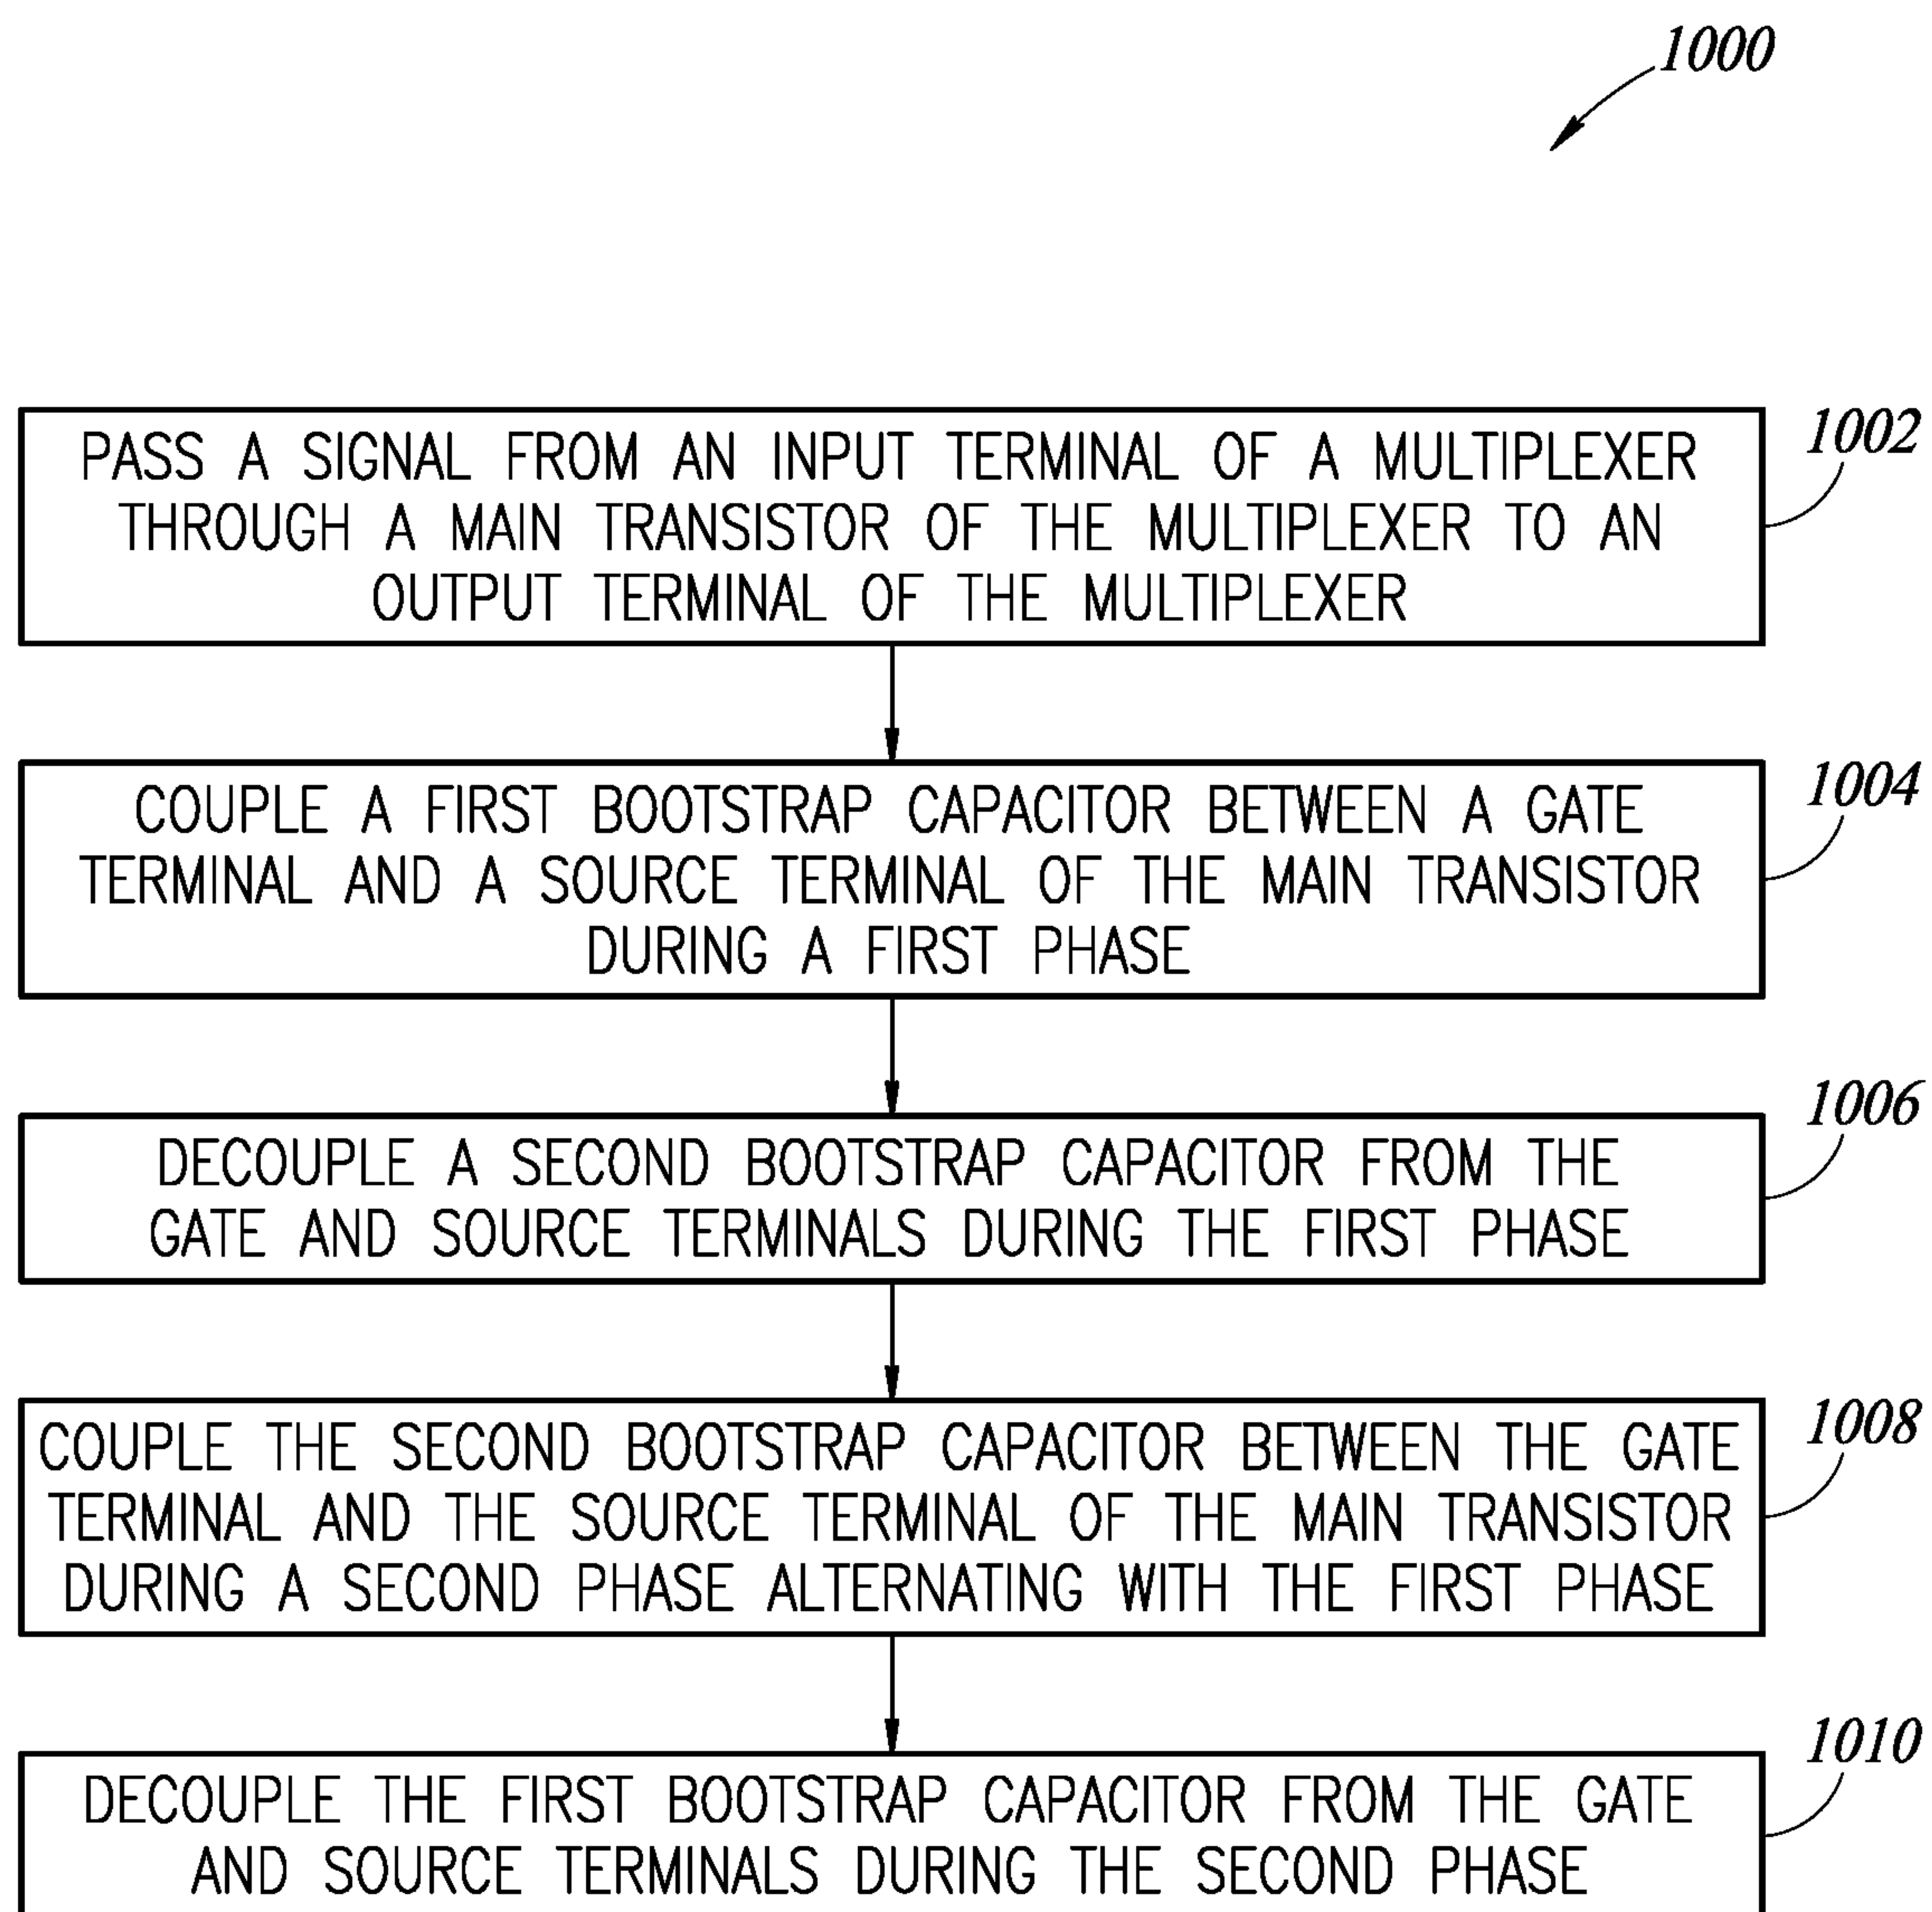 1000
PASS A SIGNAL FROM AN INPUT TERMINAL OF A MULTIPLEXER
THROUGH A MAIN TRANSISTOR OF THE MULTIPLEXER TO AN
OUTPUT TERMINAL OF THE MULTIPLEXER
1002
COUPLE A FIRST BOOTSTRAP CAPACITOR BETWEEN A GATE
TERMINAL AND A SOURCE TERMINAL OF THE MAIN TRANSISTOR
DURING A FIRST PHASE
1004
DECOUPLE A SECOND BOOTSTRAP CAPACITOR FROM THE
GATE AND SOURCE TERMINALS DURING THE FIRST PHASE
1006
COUPLE THE SECOND BOOTSTRAP CAPACITOR BETWEEN THE GATE
TERMINAL AND THE SOURCE TERMINAL OF THE MAIN TRANSISTOR
DURING A SECOND PHASE ALTERNATING WITH THE FIRST PHASE
1008
DECOUPLE THE FIRST BOOTSTRAP CAPACITOR FROM THE GATE
AND SOURCE TERMINALS DURING THE SECOND PHASE
1010